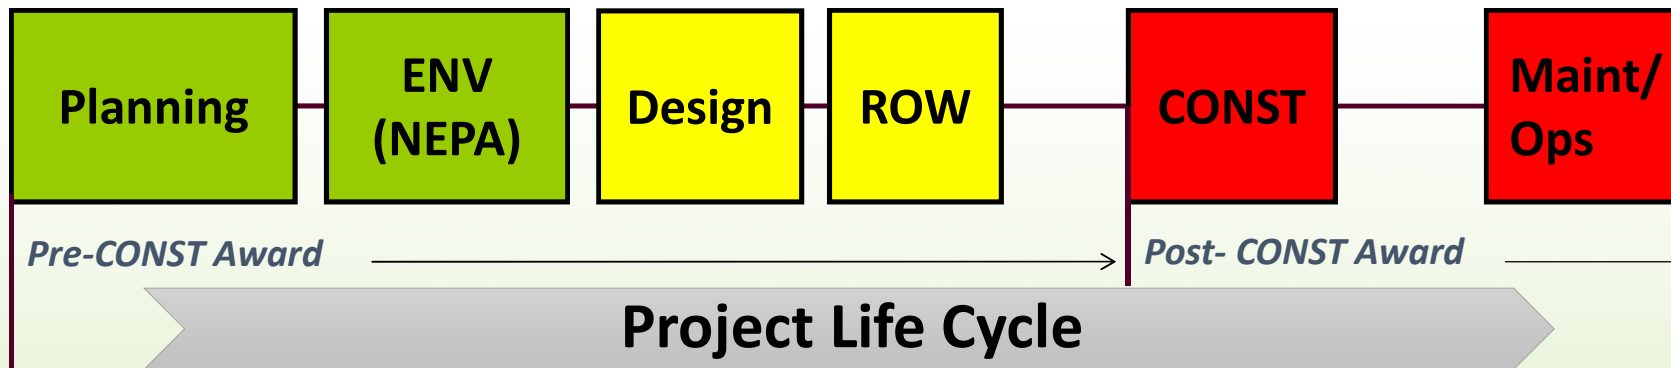 Planning
ENV
(NEPA)
Design
ROW
CONST
Maint/
Ops
Pre-CONST Award
Post- CONST Award
Project Life Cycle